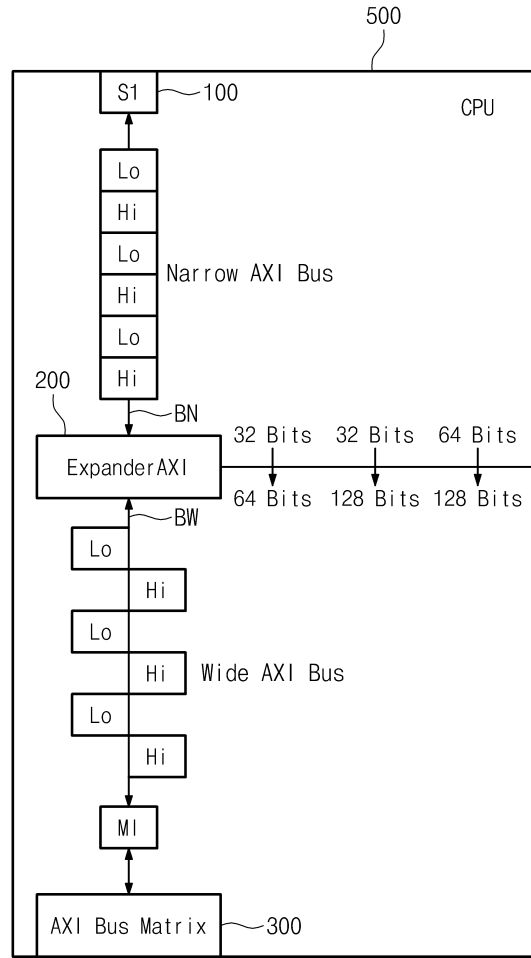 500
S1
100
CPU
Lo
Hi
Lo
Narrow AXI Bus
Hi
Lo
Hi
200
BN
32 Bits 32 Bits 64 Bits
ExpanderAXI
64 Bits 128 Bits 128 Bits
BW
Lo
Hi
Lo
Hi
Wide AXI Bus
Lo
Hi
MI
AXI Bus Matrix
300